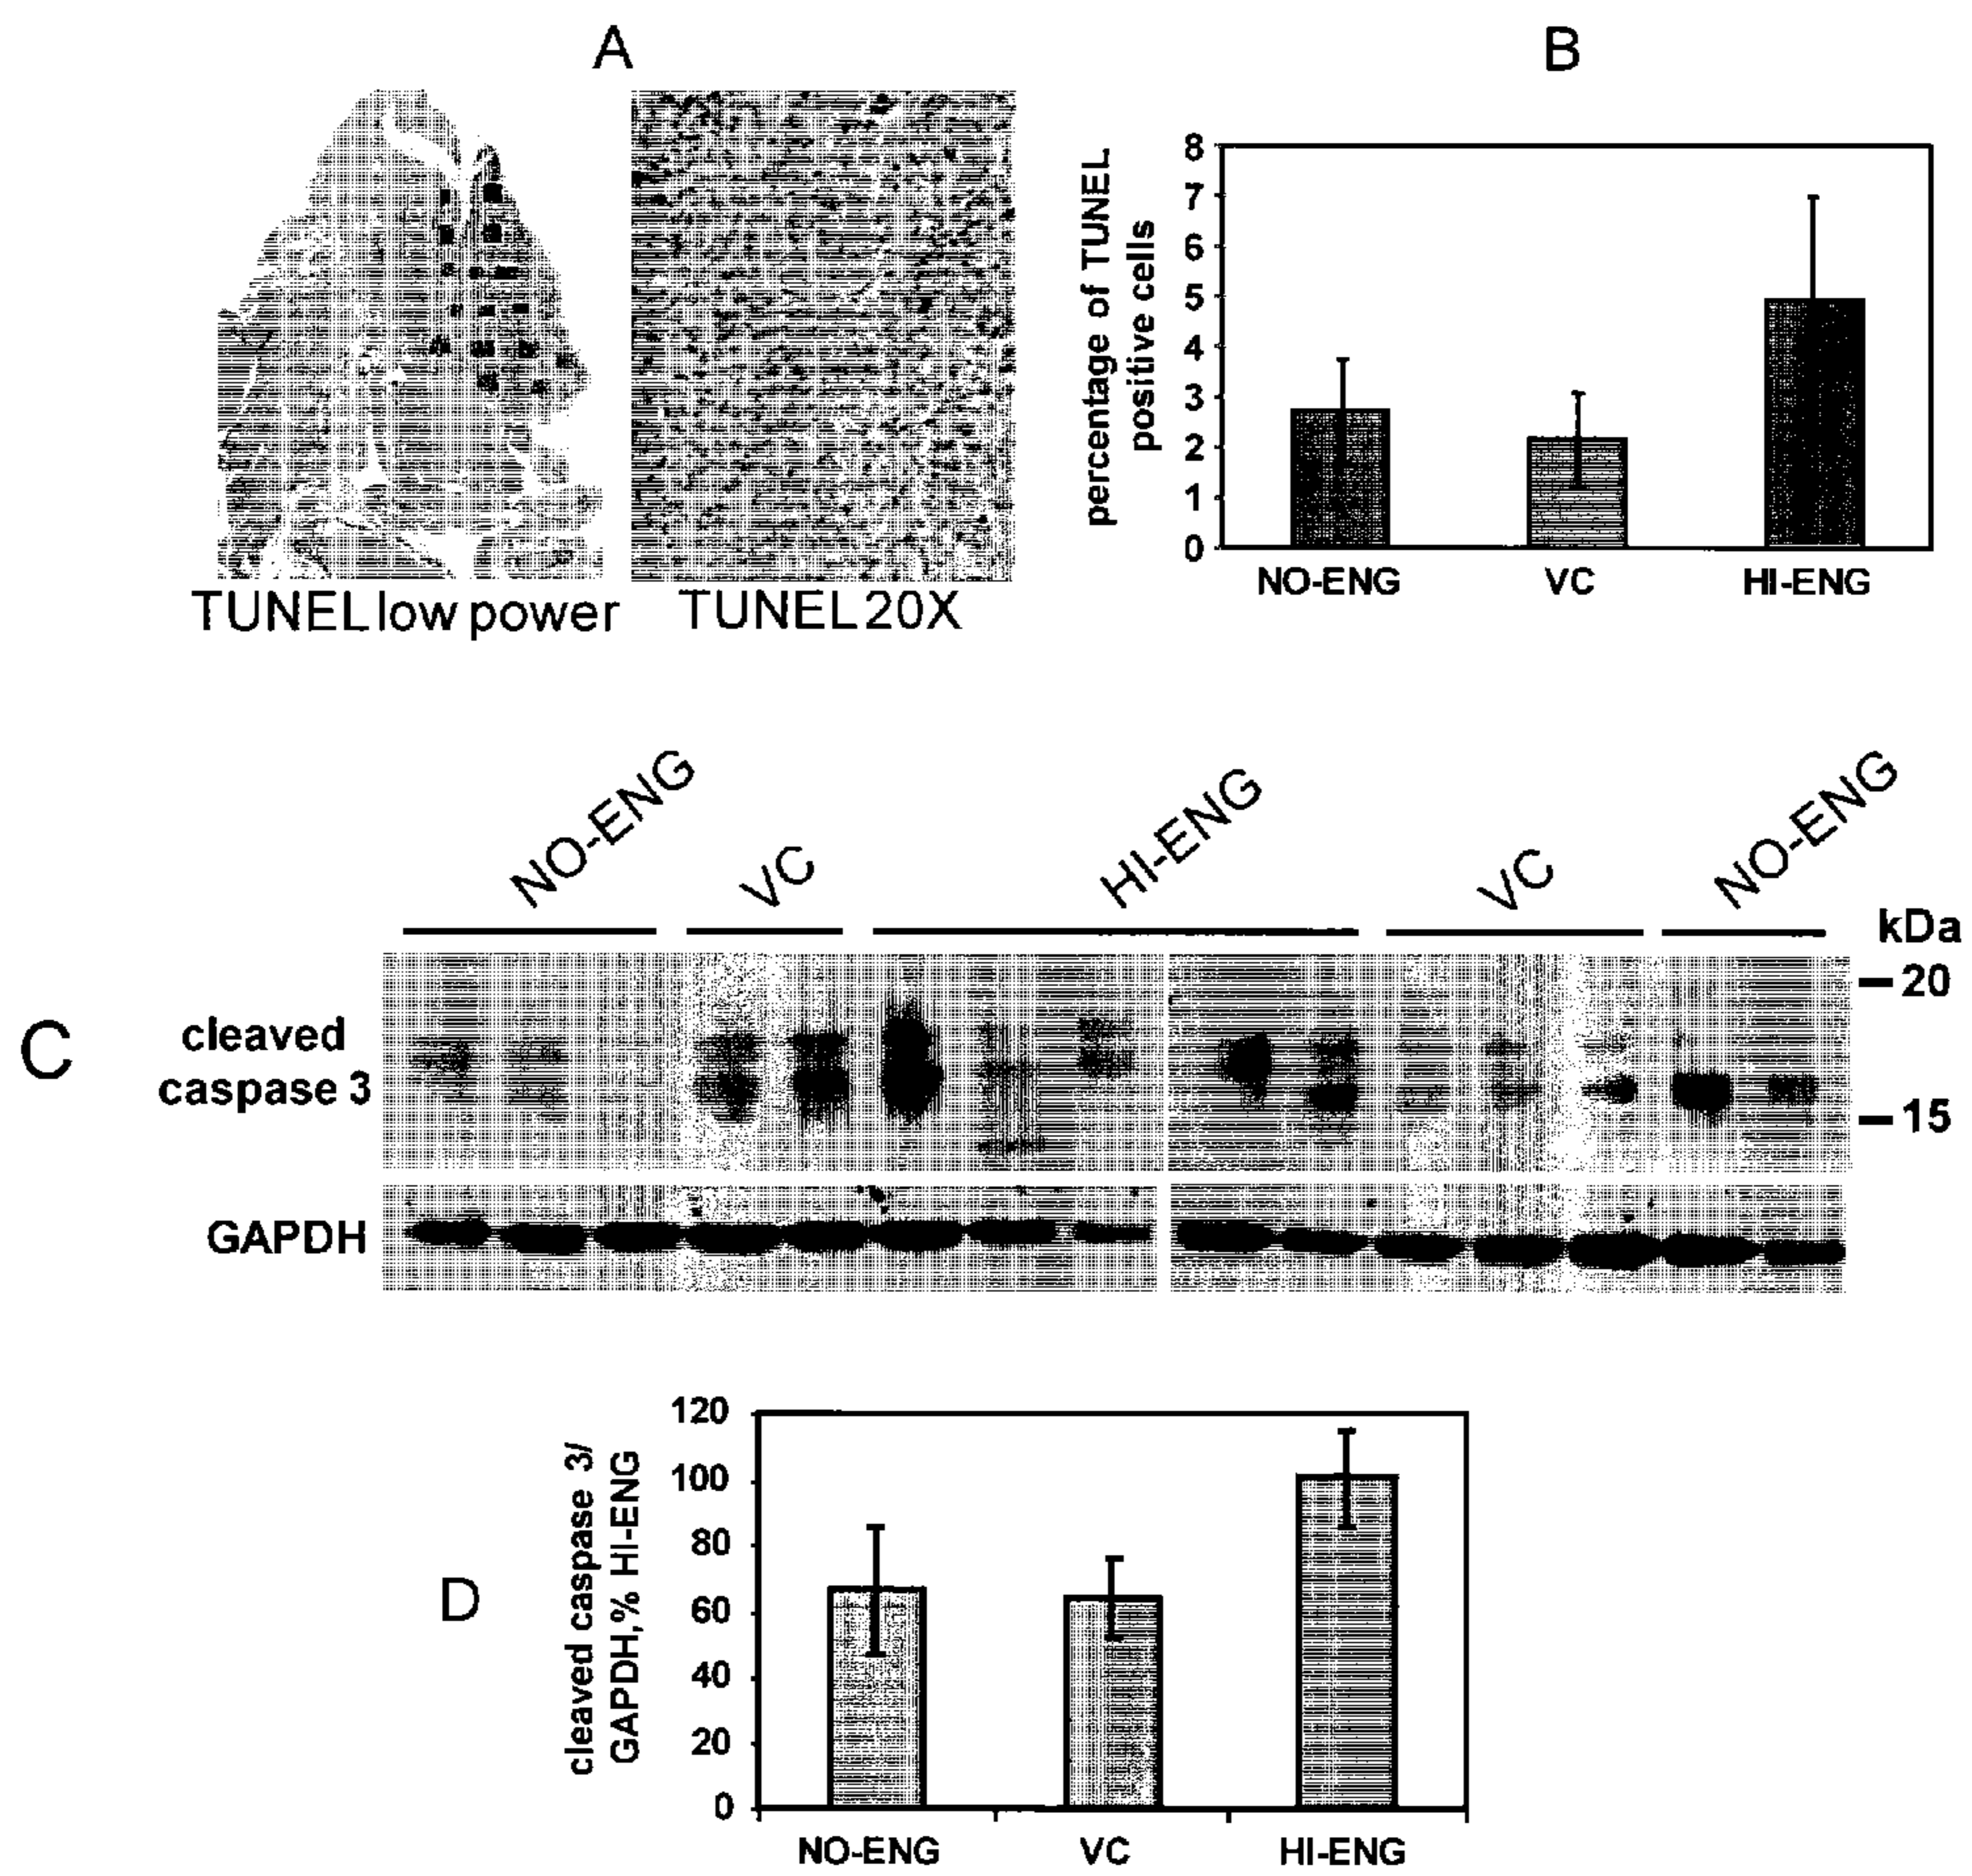 A
B
TUNEL low power
TUNEL 20X
percentage of TUNEL
positive cells
8
7
6
5
4
3
2
1
0
NO-ENG
VC
HI-ENG
C
NO-ENG
VC
HI-ENG
VC
NO-ENG
kDa
20
15
cleaved
caspase 3
GAPDH
D
cleaved caspase 3/
GAPDH,% HI-ENG
120
100
80
60
40
20
0
NO-ENG
VC
HI-ENG